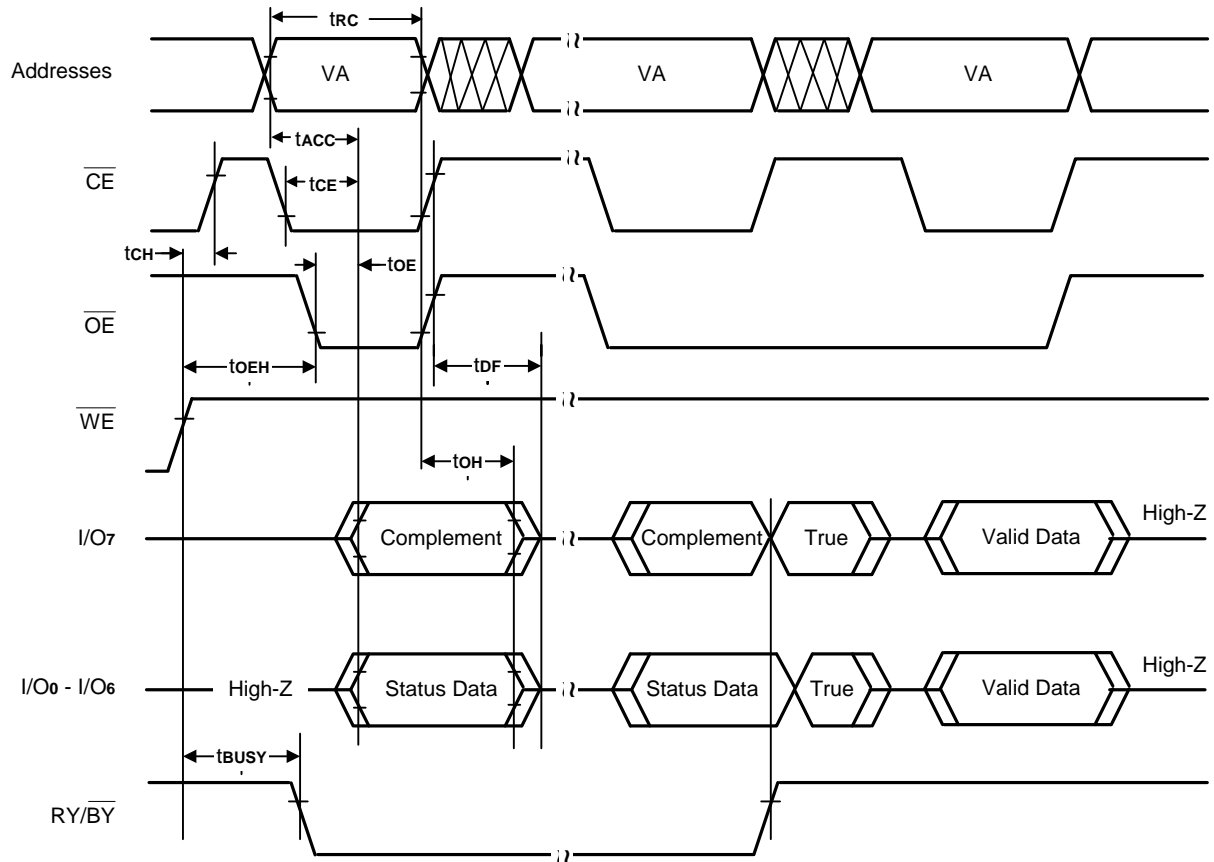 tRC
Addresses VA VA VA
tACC
CE
tCE
tCH
tOE
OE
tOEH
tDF
WE
tOH
I/O7 Complement Complement True Valid Data High-Z
I/O0 - I/O6 High-Z Status Data Status Data True Valid Data High-Z
tBUSY
RY/BY